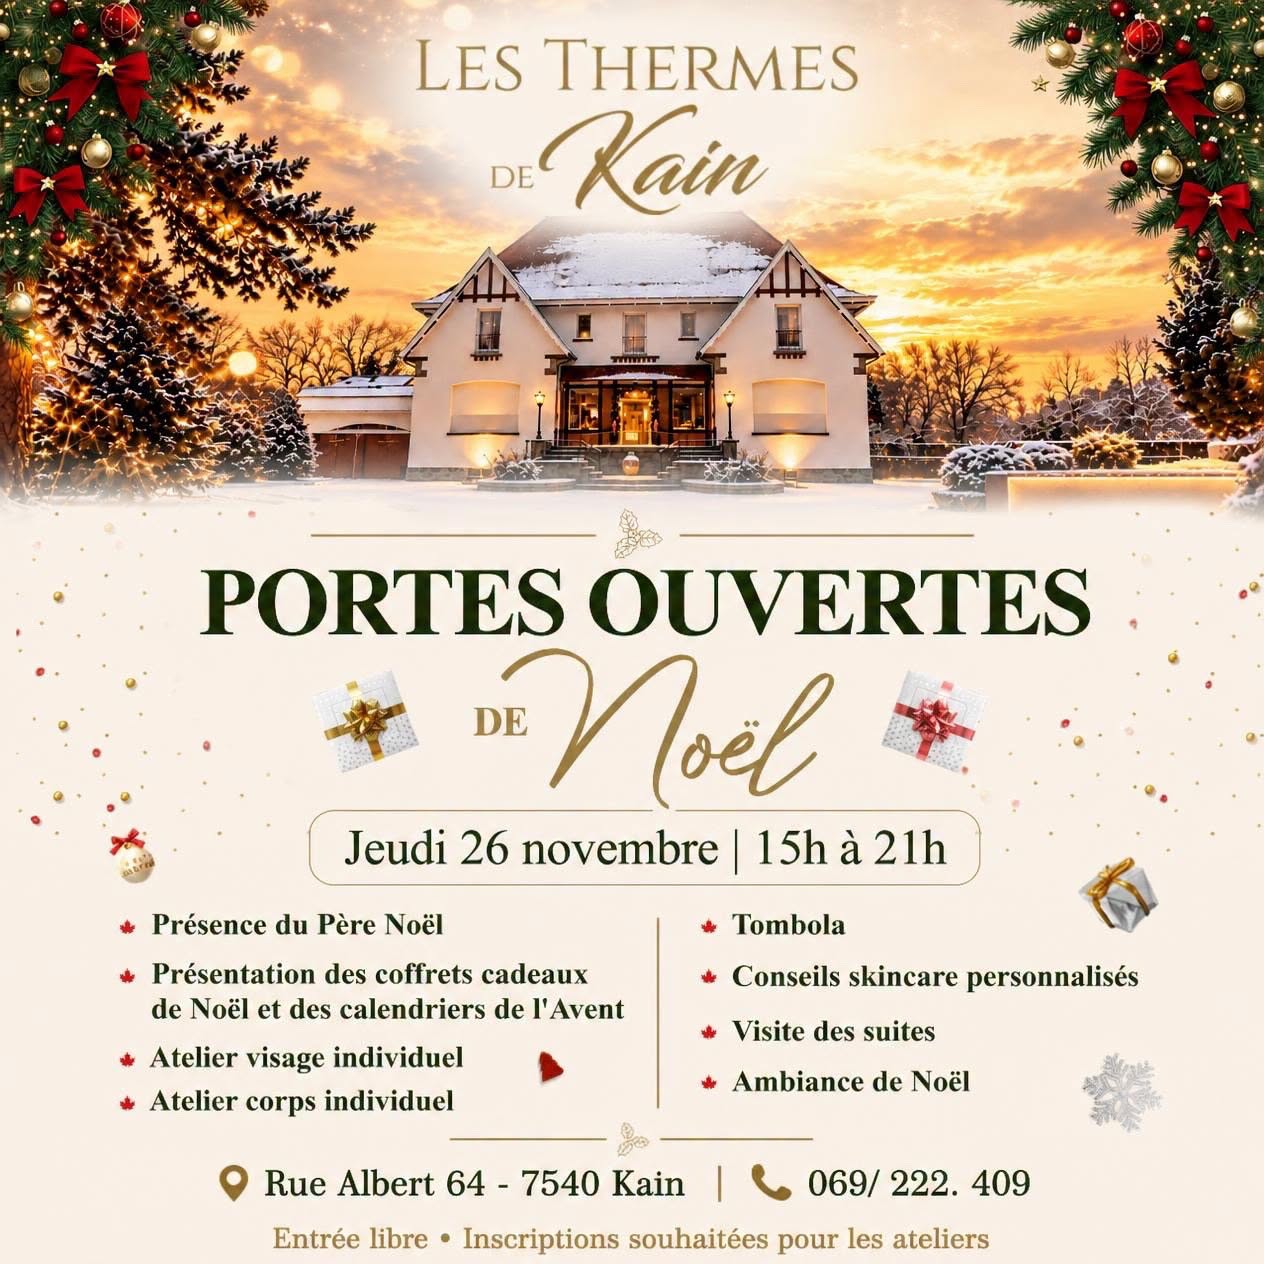 LES THERMES
DE Kain
PORTES OUVERTES
DE Noël
Jeudi 26 novembre | 15h à 21h
Présence du Père Noël
Présentation des coffrets cadeaux
de Noël et des calendriers de l'Avent
Atelier visage individuel
Atelier corps individuel
Tombola
Conseils skincare personnalisés
Visite des suites
Ambiance de Noël
Rue Albert 64 - 7540 Kain | 069/ 222. 409
Entrée libre • Inscriptions souhaitées pour les ateliers